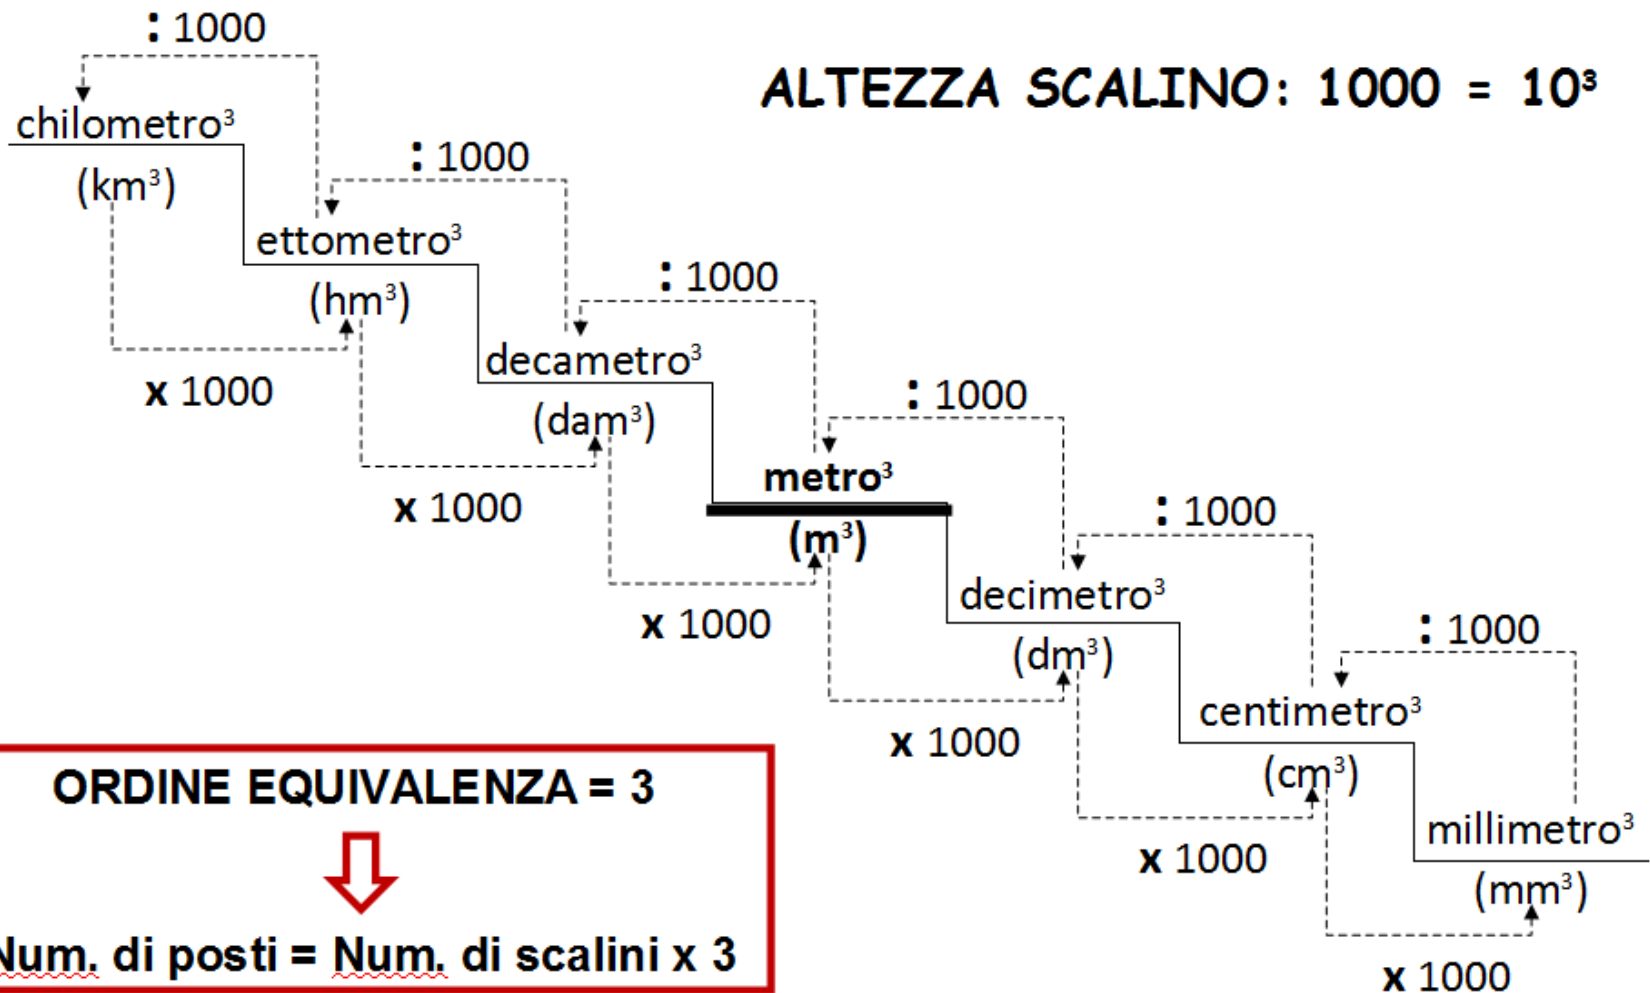 : 1000
ALTEZZA SCALINO: 1000 = 10³
chilometro³
: 1000
(km³)
ettometro³
: 1000
(hm³)
decametro³
x 1000
: 1000
(dam³)
metro³
x 1000
: 1000
(m³)
decimetro³
x 1000
: 1000
(dm³)
centimetro³
x 1000
(cm³)
ORDINE EQUIVALENZA = 3
millimetro³
x 1000
(mm³)
Num. di posti = Num. di scalini x 3
x 1000